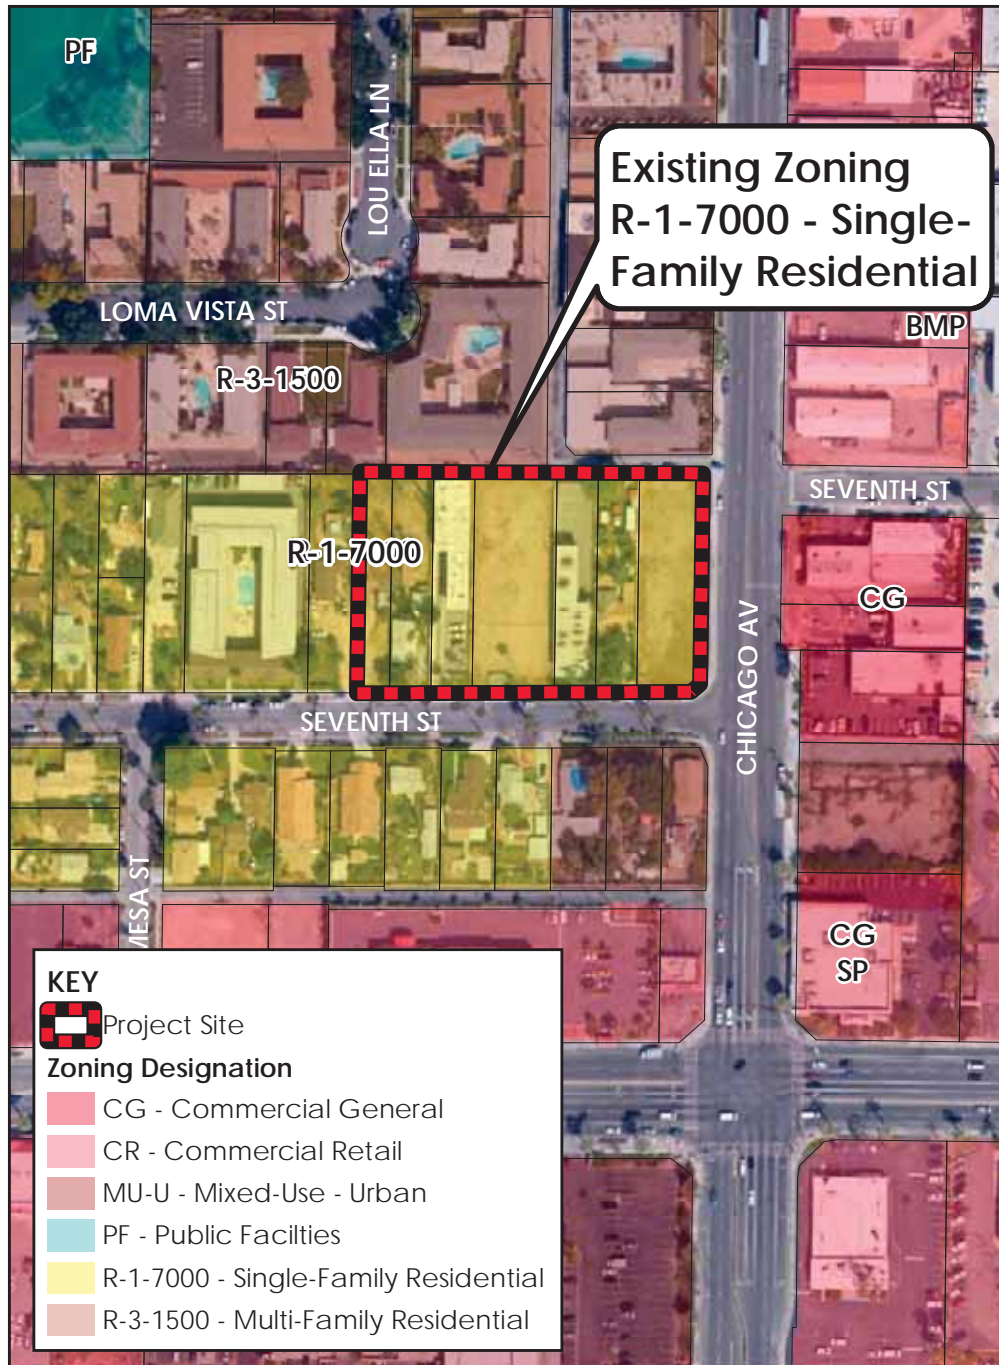 PF
LOU ELLA LN
Existing Zoning
R-1-7000 - Single-
Family Residential
LOMA VISTA ST
BMP
R-3-1500
SEVENTH ST
R-1-7000
CG
CHICAGO AV
SEVENTH ST
MESA ST
CG
SP
KEY
Project Site
Zoning Designation
CG - Commercial General
CR - Commercial Retail
MU-U - Mixed-Use - Urban
PF - Public Facilties
R-1-7000 - Single-Family Residential
R-3-1500 - Multi-Family Residential